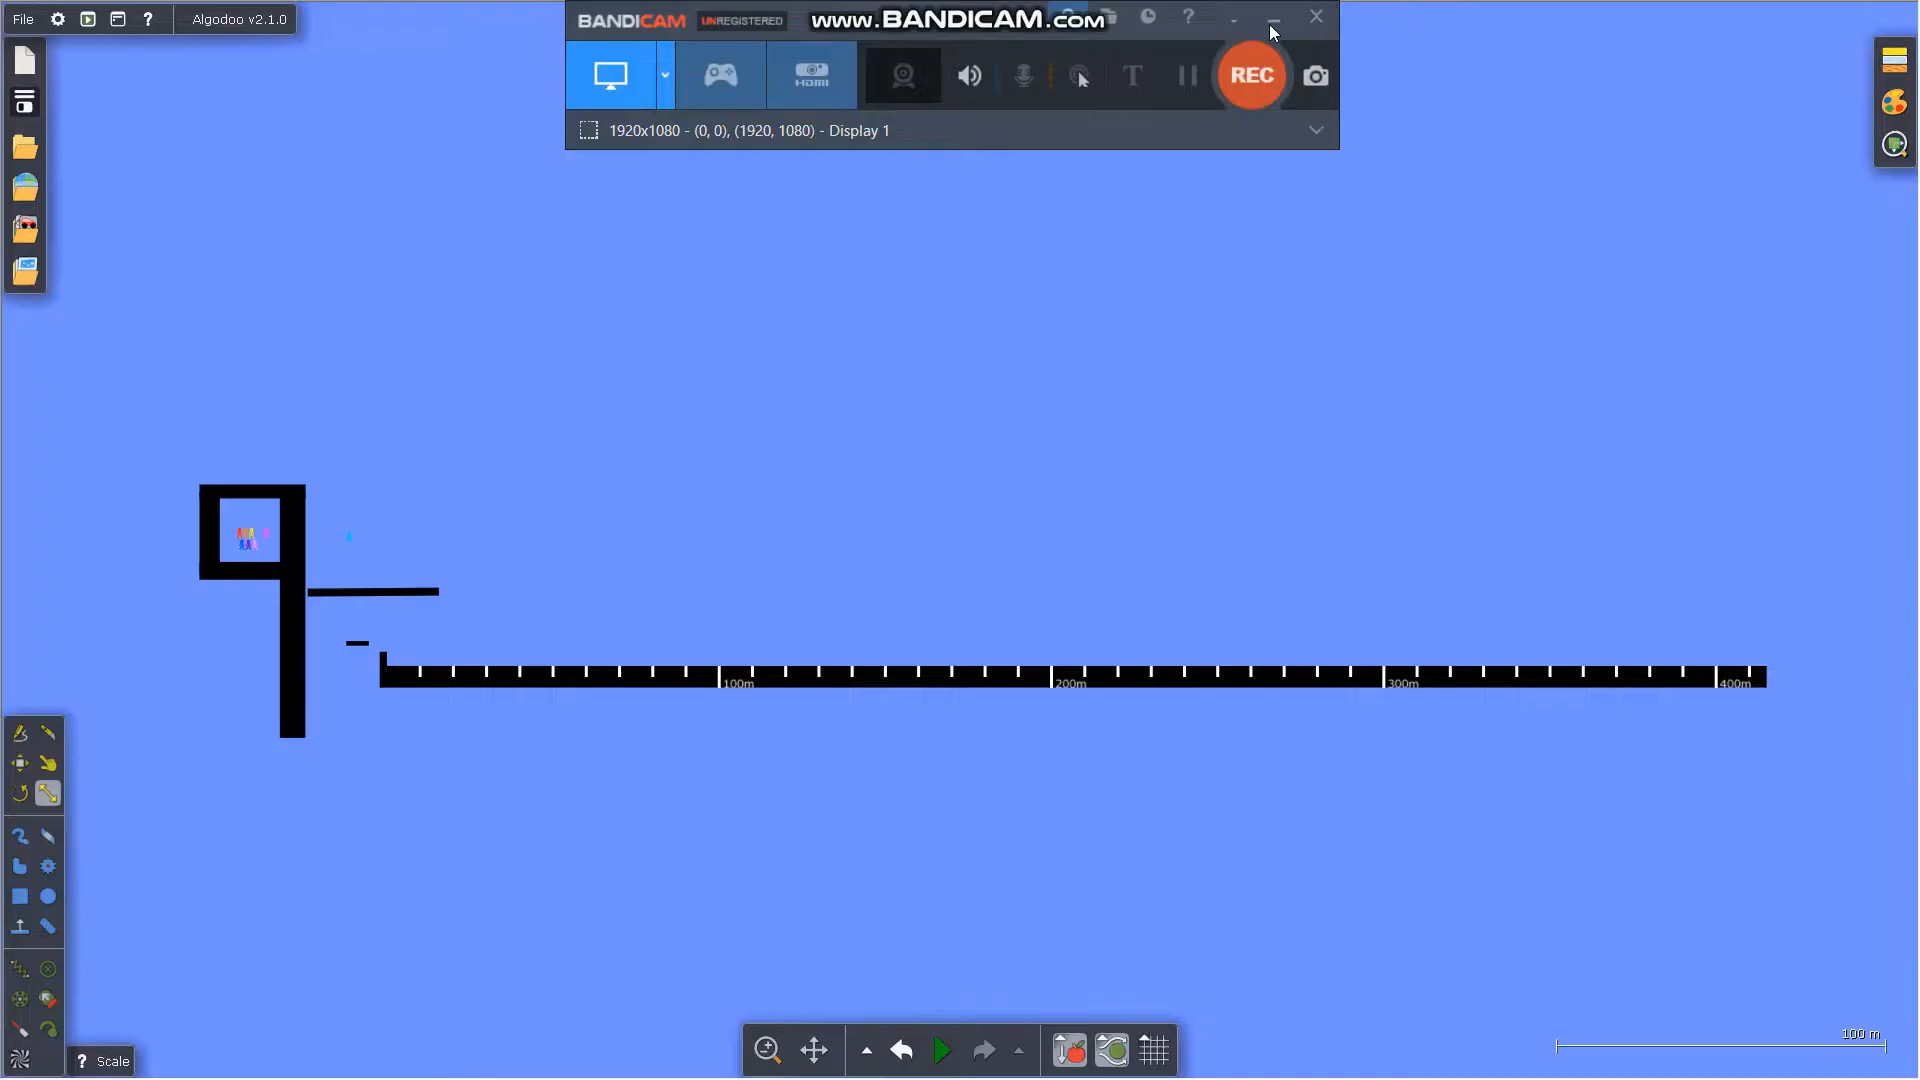 File ? Algodoo v2.1.0
BANDICAM UNREGISTERED www.BANDICAM.com ?
HDMI T REC
1920x1080 - (0, 0), (1920, 1080) - Display 1
100m 200m 300m 400m
100 m
? Scale